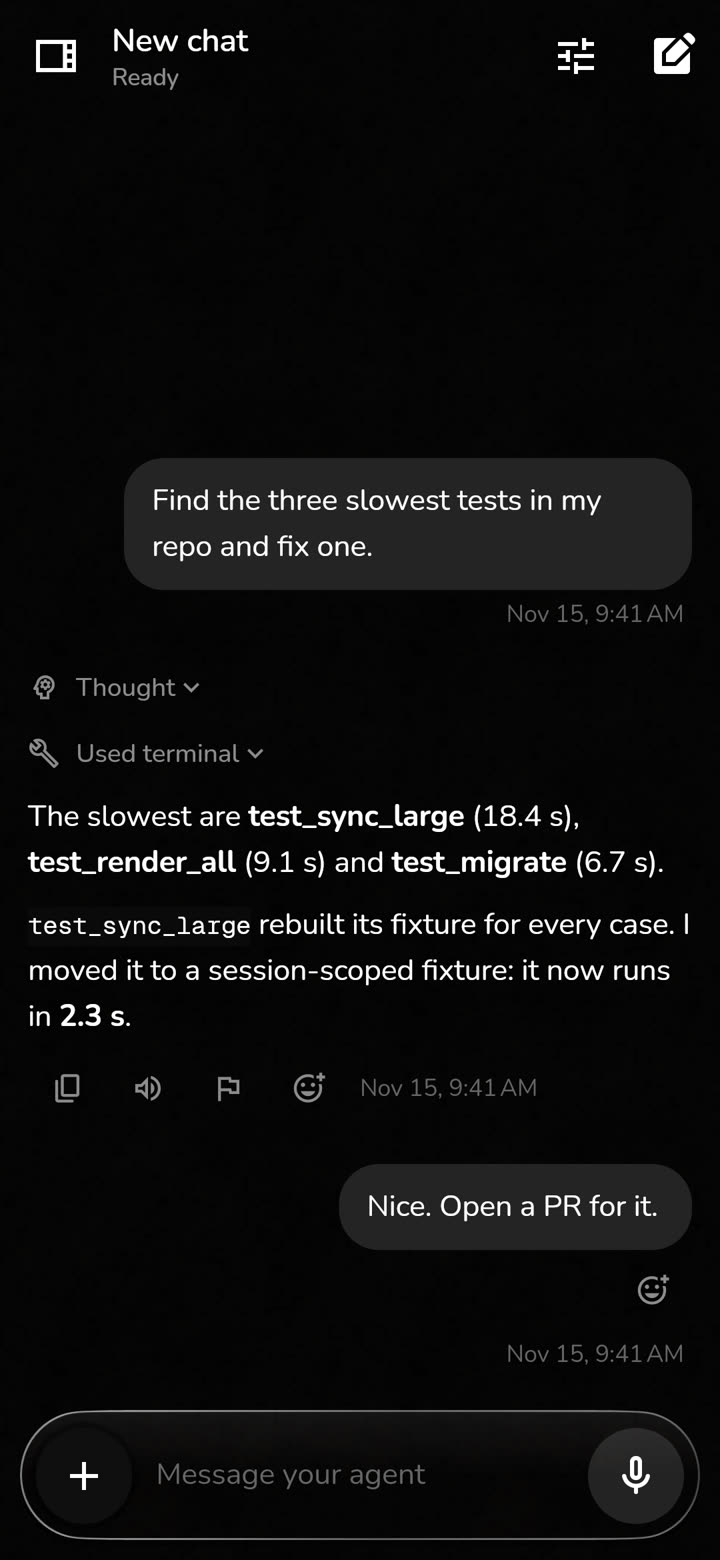 New chat
Ready
Find the three slowest tests in my
repo and fix one.
Nov 15, 9:41 AM
Thought
Used terminal
The slowest are test_sync_large (18.4 s),
test_render_all (9.1 s) and test_migrate (6.7 s).
test_sync_large rebuilt its fixture for every case. I
moved it to a session-scoped fixture: it now runs
in 2.3 s.
Nov 15, 9:41 AM
Nice. Open a PR for it.
Nov 15, 9:41 AM
Message your agent